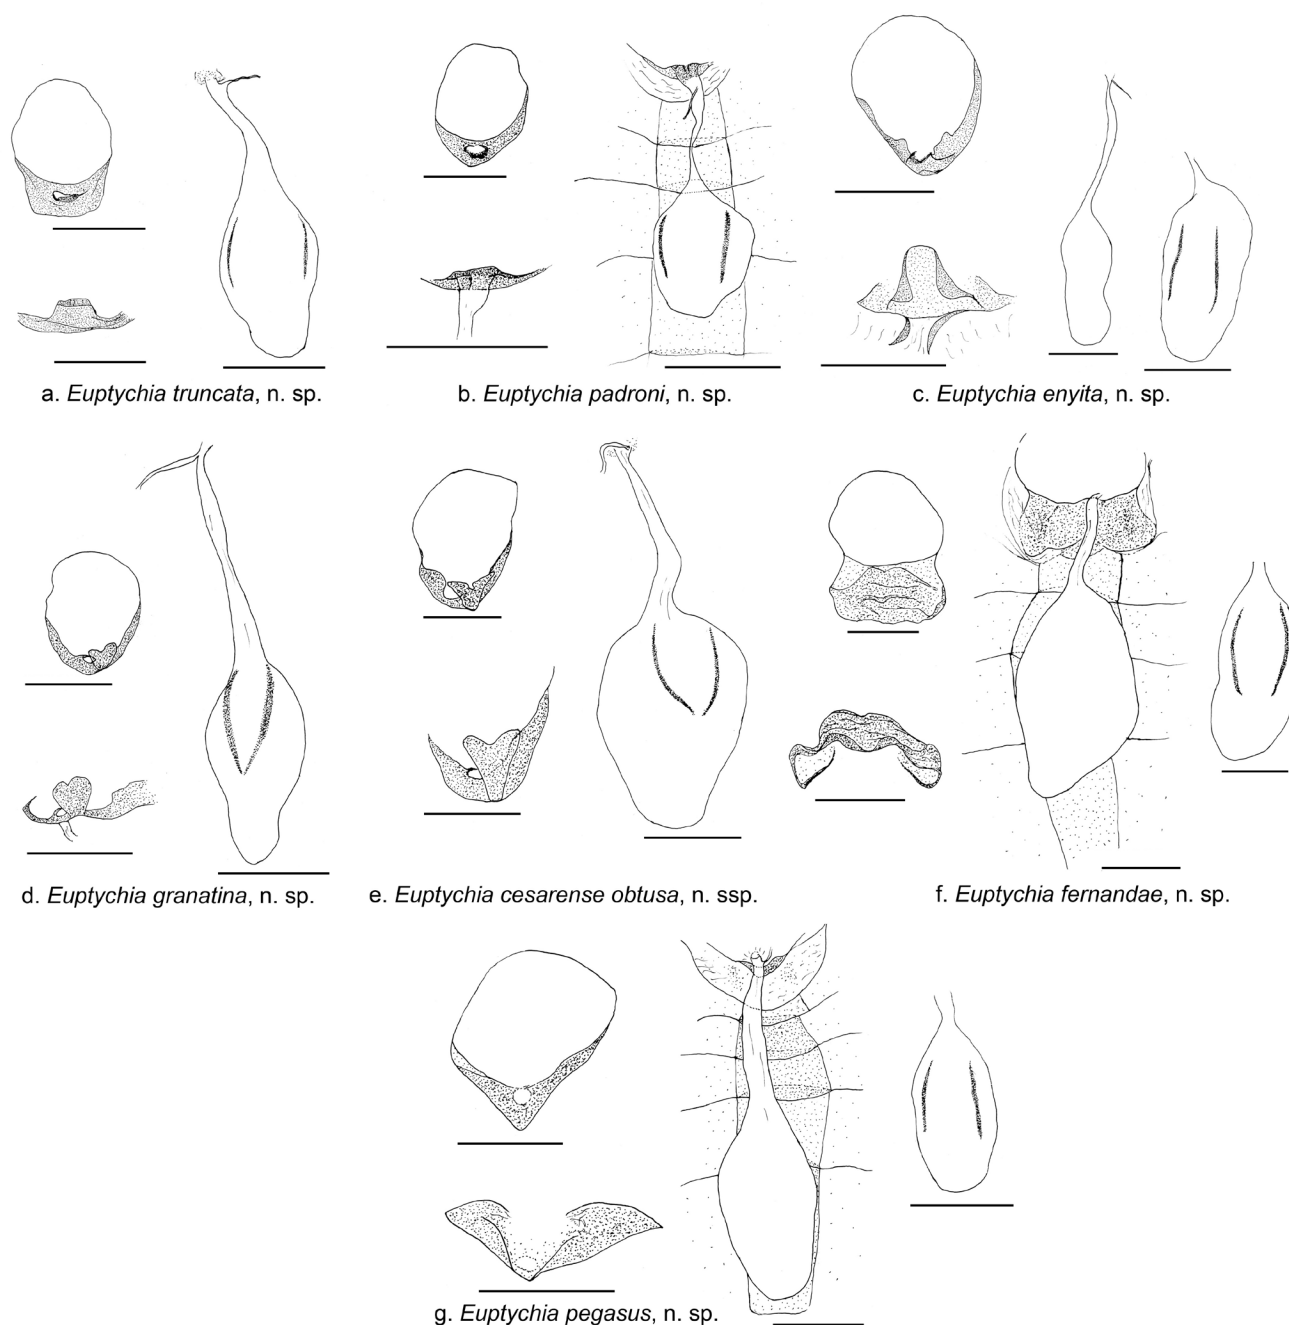 a. Euptychia truncata, n. sp.
b. Euptychia padroni, n. sp.
c. Euptychia enyita, n. sp.
d. Euptychia granatina, n. sp.
e. Euptychia cesarense obtusa, n. ssp.
f. Euptychia fernandae, n. sp.
g. Euptychia pegasus, n. sp.